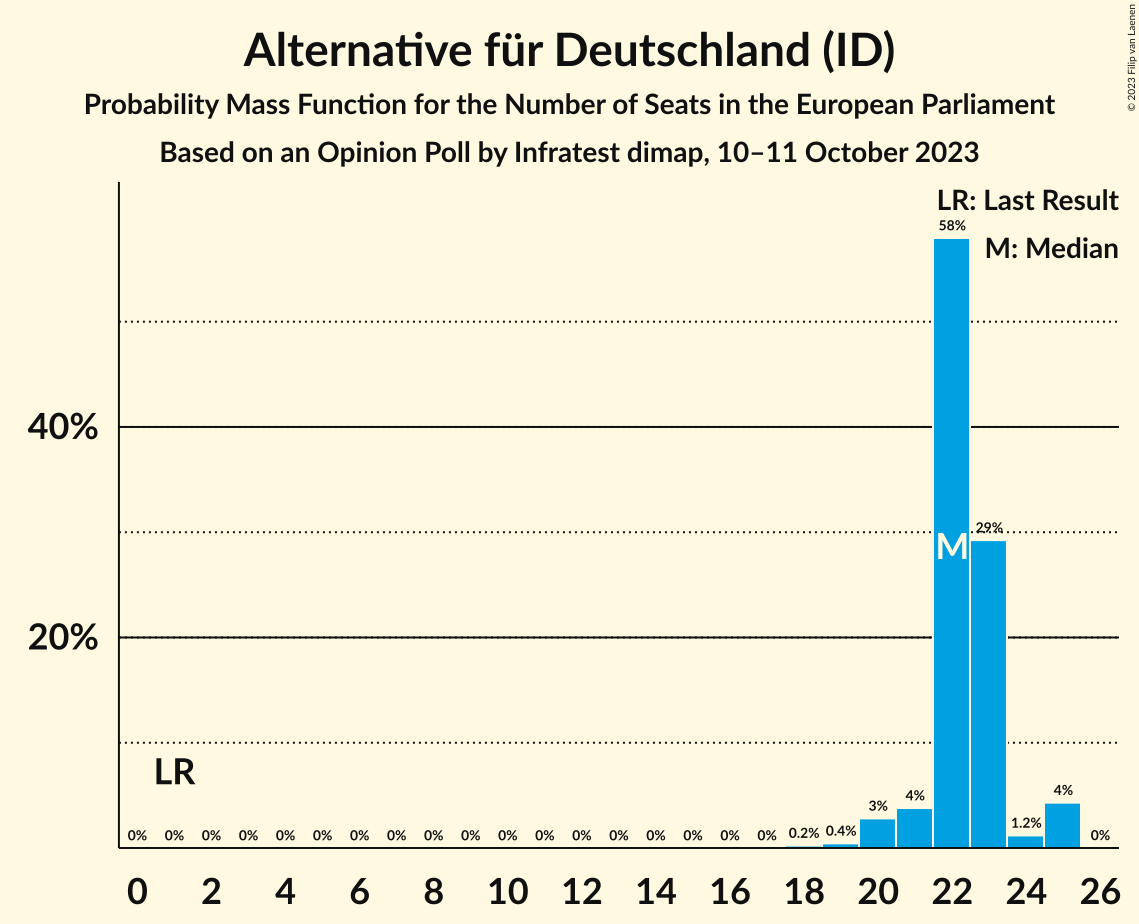 Alternative für Deutschland (ID)
Probability Mass Function for the Number of Seats in the European Parliament
Based on an Opinion Poll by Infratest dimap, 10–11 October 2023
© 2023 Filip van Laenen
LR: Last Result
M: Median
58%
40%
29%
M
20%
LR
0% 0% 0% 0% 0% 0% 0% 0% 0% 0% 0% 0% 0% 0% 0% 0% 0% 0% 0.2% 0.4% 3% 4% 1.2% 4% 0%
0 2 4 6 8 10 12 14 16 18 20 22 24 26